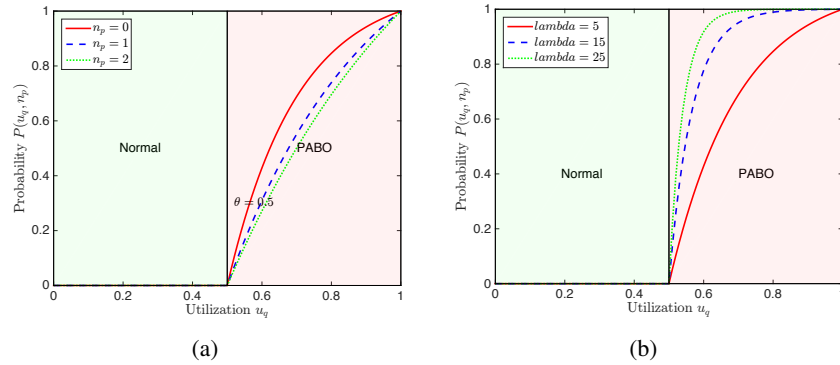 1
0.8
0.6
0.4
0.2
0
Probability P(u_q, n_p)
n_p = 0
n_p = 1
n_p = 2
Normal
PABO
θ = 0.5
0 0.2 0.4 0.6 0.8 1
Utilization u_q
(a)
1
0.8
0.6
0.4
0.2
0
Probability P(u_q, n_p)
lambda = 5
lambda = 15
lambda = 25
Normal
PABO
0 0.2 0.4 0.6 0.8 1
Utilization u_q
(b)